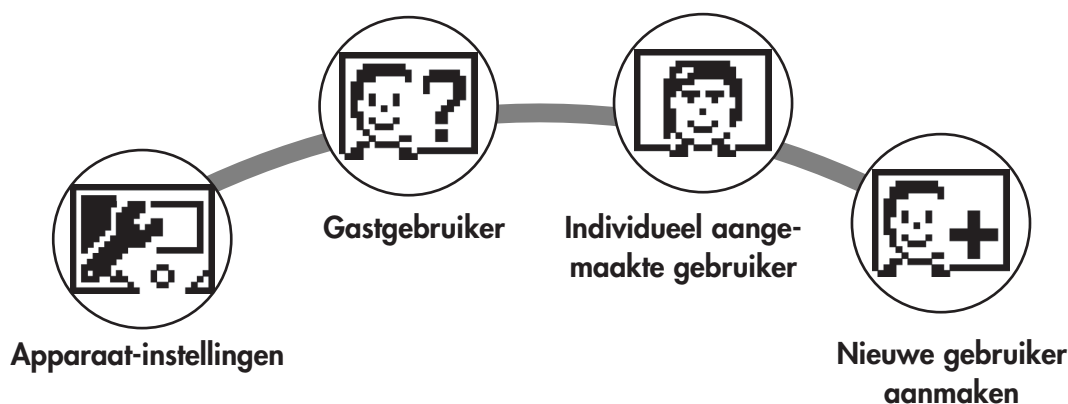 Gastgebruiker
Individueel aange-
maakte gebruiker
Apparaat-instellingen
Nieuwe gebruiker
aanmaken